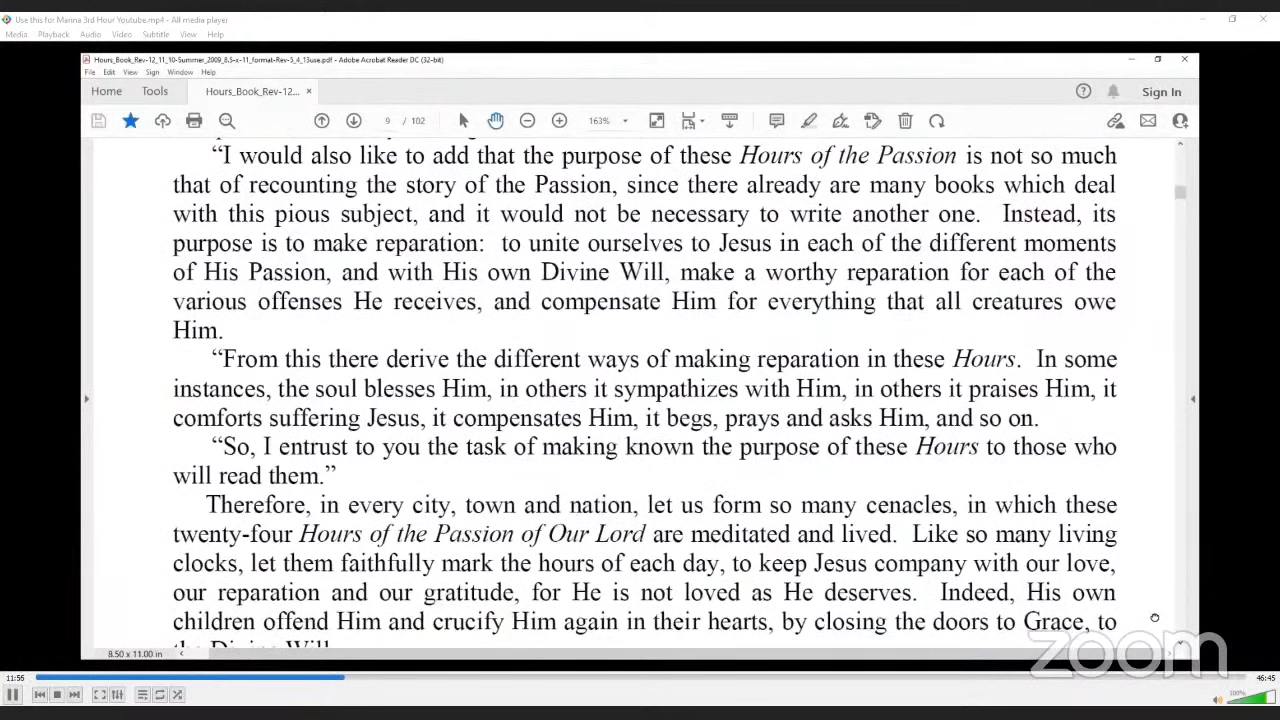 Use this for Manna 3rd Hour Youtube.mp4 - All media player
Media Playback Audio Video Subtitle View Help
Hours_Book_Rev-12_11_10-Summer_2009_8.5-x-11_format-Rev-5_4_13use.pdf - Adobe Acrobat Reader DC (32-bit)
File Edit View Sign Window Help
Home Tools Hours_Book_Rev-12... × Sign In
9 / 102 163%
“I would also like to add that the purpose of these Hours of the Passion is not so much
that of recounting the story of the Passion, since there already are many books which deal
with this pious subject, and it would not be necessary to write another one. Instead, its
purpose is to make reparation: to unite ourselves to Jesus in each of the different moments
of His Passion, and with His own Divine Will, make a worthy reparation for each of the
various offenses He receives, and compensate Him for everything that all creatures owe
Him.
“From this there derive the different ways of making reparation in these Hours. In some
instances, the soul blesses Him, in others it sympathizes with Him, in others it praises Him, it
comforts suffering Jesus, it compensates Him, it begs, prays and asks Him, and so on.
“So, I entrust to you the task of making known the purpose of these Hours to those who
will read them.”
Therefore, in every city, town and nation, let us form so many cenacles, in which these
twenty-four Hours of the Passion of Our Lord are meditated and lived. Like so many living
clocks, let them faithfully mark the hours of each day, to keep Jesus company with our love,
our reparation and our gratitude, for He is not loved as He deserves. Indeed, His own
children offend Him and crucify Him again in their hearts, by closing the doors to Grace, to
the Divine Will
8.50 x 11.00 in
zoom
11:56 46:45
100%